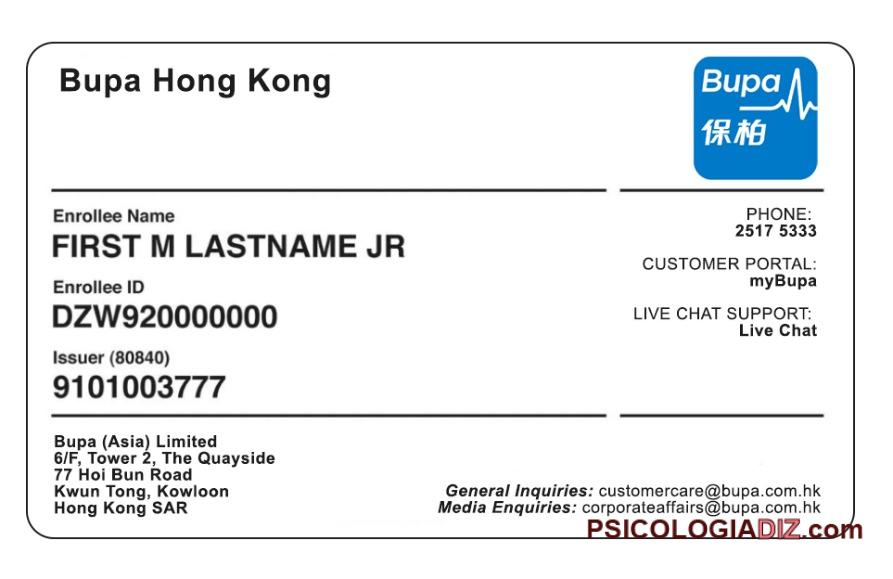 Bupa Hong Kong
Bupa
保柏
Enrollee Name
FIRST M LASTNAME JR
Enrollee ID
DZW920000000
Issuer (80840)
9101003777
PHONE:
2517 5333
CUSTOMER PORTAL:
myBupa
LIVE CHAT SUPPORT:
Live Chat
Bupa (Asia) Limited
6/F, Tower 2, The Quayside
77 Hoi Bun Road
Kwun Tong, Kowloon
Hong Kong SAR
General Inquiries: customercare@bupa.com.hk
Media Enquiries: corporateaffairs@bupa.com.hk
PSICOLOGIADIZ.com